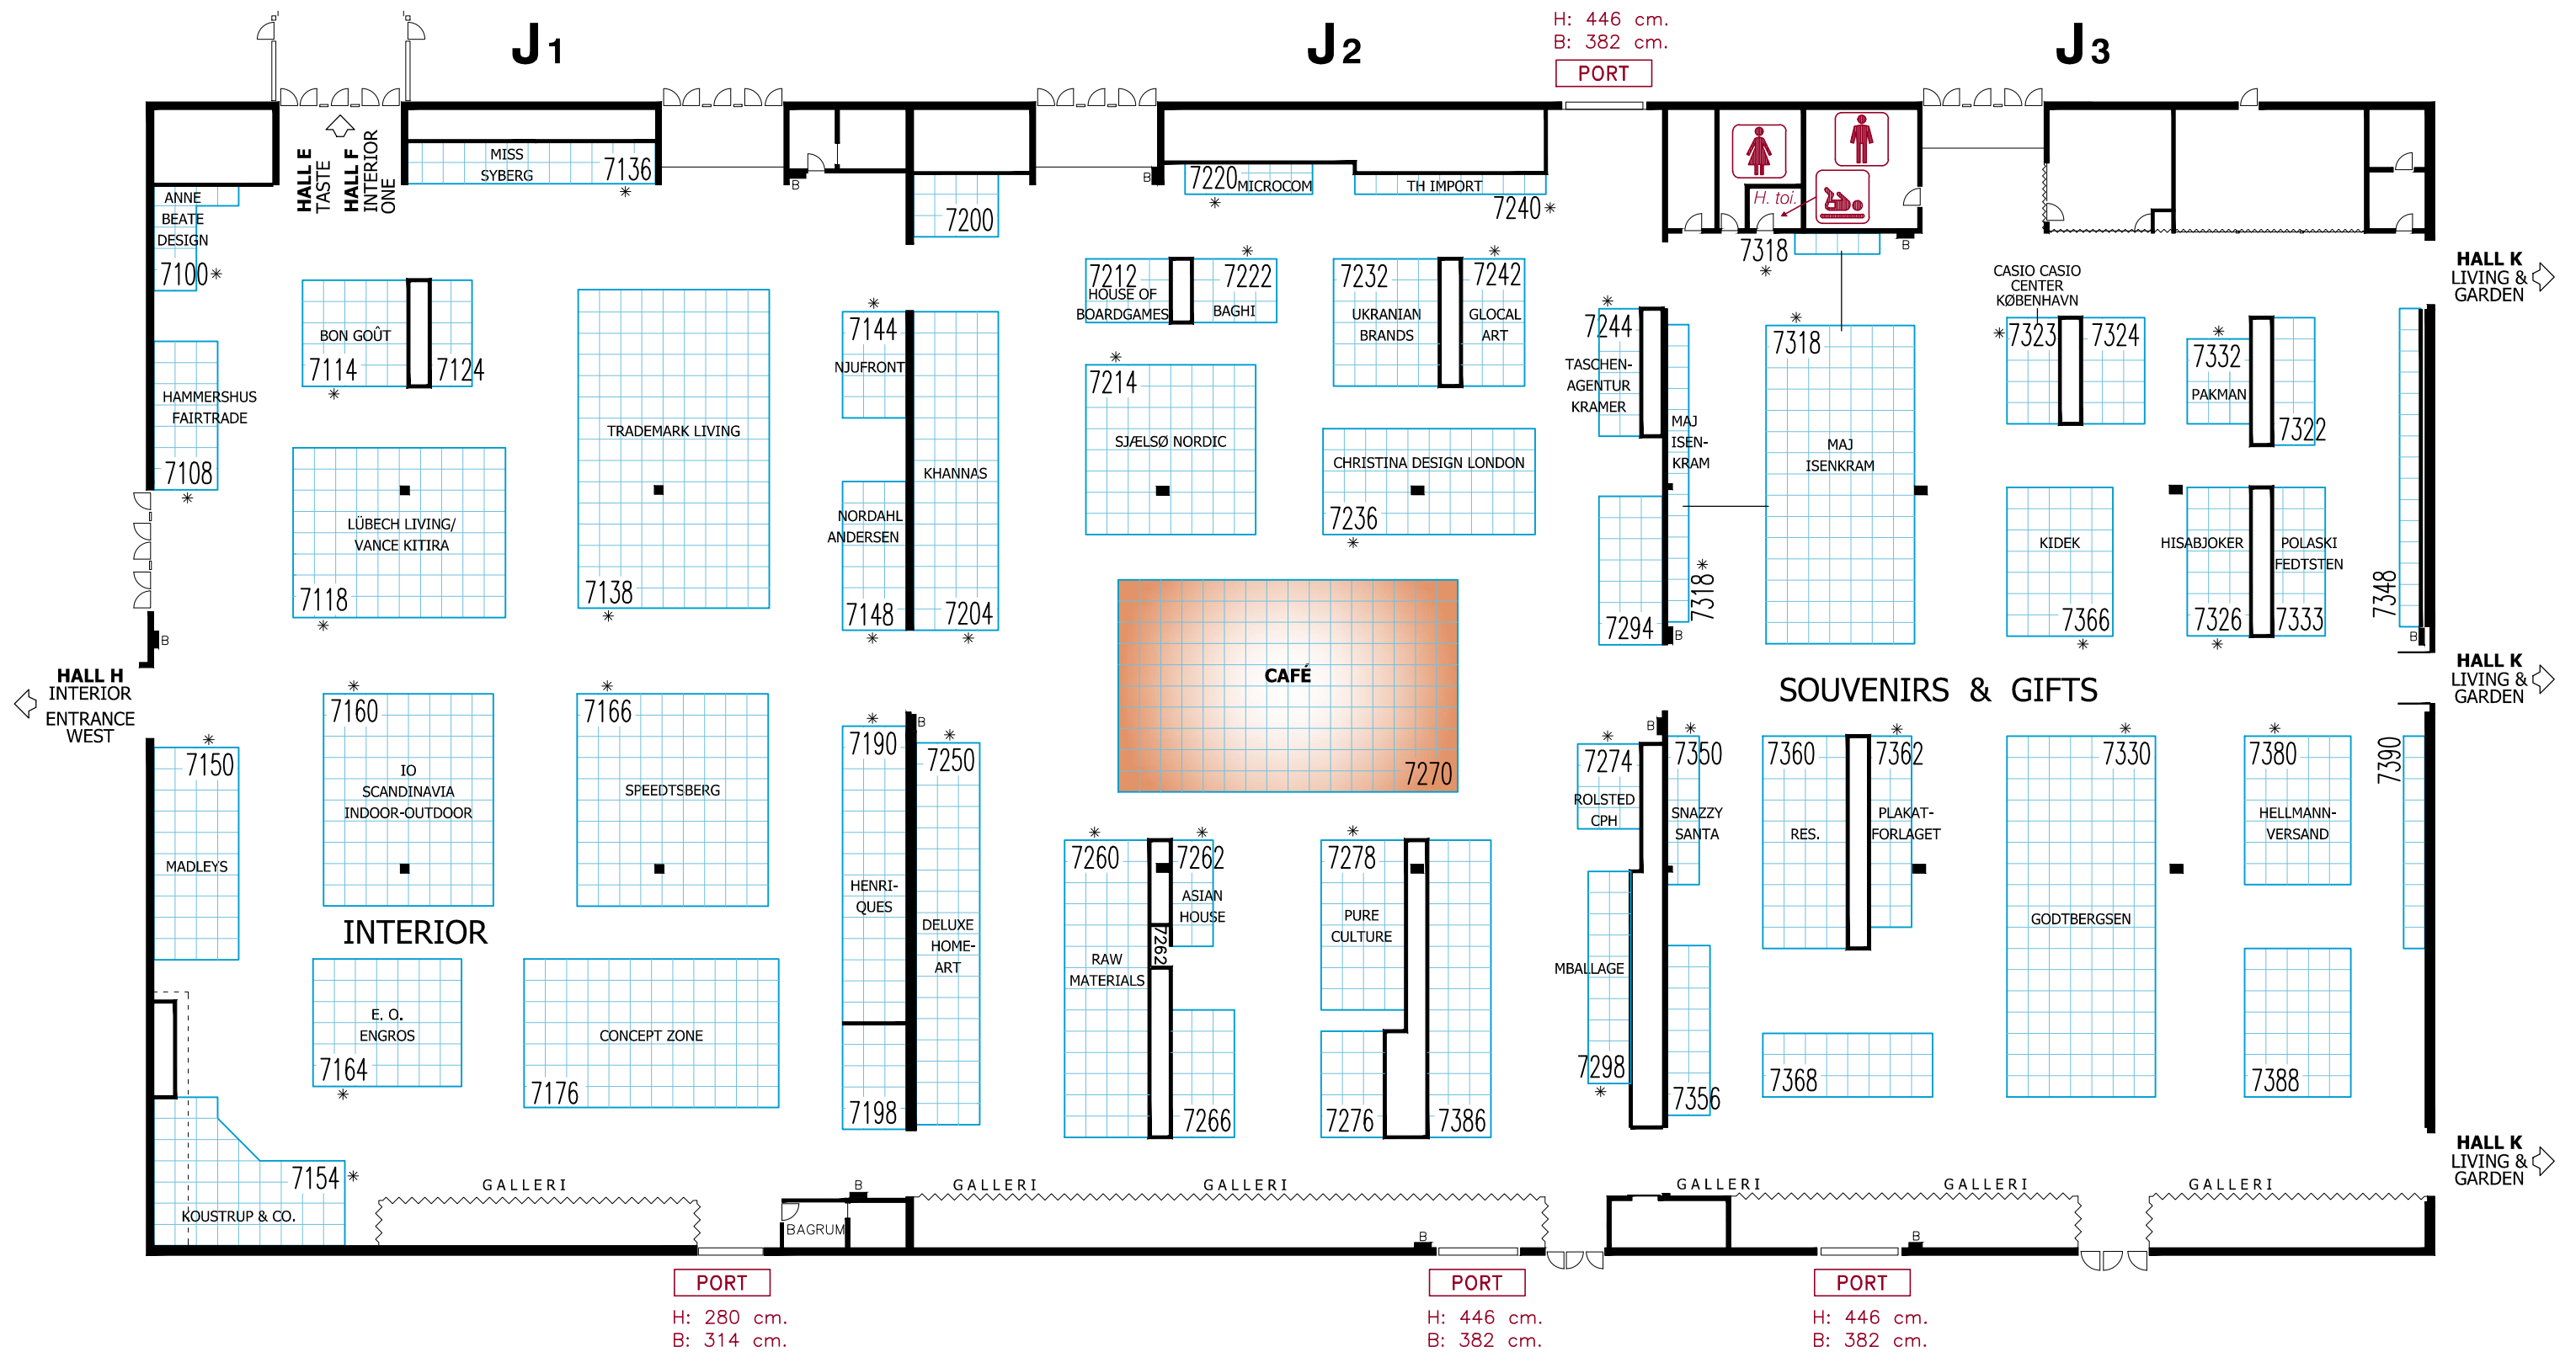 H: 446 cm.
B: 382 cm.
PORT
J1
J2
J3
HALL E
TASTE
HALL F
INTERIOR
ONE
MISS
SYBERG
7136
*
B
7200
B
7220
MICROCOM
*
TH IMPORT
7240*
H. toi.
7318
*
B
ANNE
BEATE
DESIGN
7100*
BON GOÛT
7114
*
7124
HAMMERSHUS
FAIRTRADE
7108
*
LÜBECH LIVING/
VANCE KITIRA
7118
*
TRADEMARK LIVING
7138
*
*
7144
NJUFRONT
NORDAHL
ANDERSEN
7148
*
KHANNAS
7204
*
7212
HOUSE OF
BOARDGAMES
*
7222
BAGHI
*
7214
SJÆLSØ NORDIC
7232
UKRANIAN
BRANDS
*
7242
GLOCAL
ART
CHRISTINA DESIGN LONDON
7236
*
*
7244
TASCHEN-
AGENTUR
KRAMER
7294
B
MAJ
ISEN-
KRAM
7318*
*
7318
MAJ
ISENKRAM
CASIO CASIO
CENTER
KØBENHAVN
*
7323
7324
*
7332
PAKMAN
7322
KIDEK
7366
*
HISABJOKER
7326
*
POLASKI
FEDTSTEN
7333
7348
B
HALL K
LIVING &
GARDEN
HALL K
LIVING &
GARDEN
HALL K
LIVING &
GARDEN
B
HALL H
INTERIOR
ENTRANCE
WEST
CAFÉ
7270
SOUVENIRS & GIFTS
*
7150
MADLEYS
*
7160
IO
SCANDINAVIA
INDOOR-OUTDOOR
*
7166
SPEEDTSBERG
INTERIOR
E. O.
ENGROS
7164
*
CONCEPT ZONE
7176
*
7190
HENRI-
QUES
7198
B
*
7250
DELUXE
HOME-
ART
*
7260
RAW
MATERIALS
*
7262
ASIAN
HOUSE
7262
7266
*
7278
PURE
CULTURE
7276
7386
B
*
7274
ROLSTED
CPH
MBALLAGE
7298
*
*
7350
SNAZZY
SANTA
7356
7360
RES.
*
7362
PLAKAT-
FORLAGET
7368
*
7330
GODTBERGSEN
*
7380
HELLMANN-
VERSAND
7388
7390
7154*
KOUSTRUP & CO.
GALLERI
B
BAGRUM
GALLERI
GALLERI
B
GALLERI
GALLERI
B
GALLERI
PORT
H: 280 cm.
B: 314 cm.
PORT
H: 446 cm.
B: 382 cm.
PORT
H: 446 cm.
B: 382 cm.